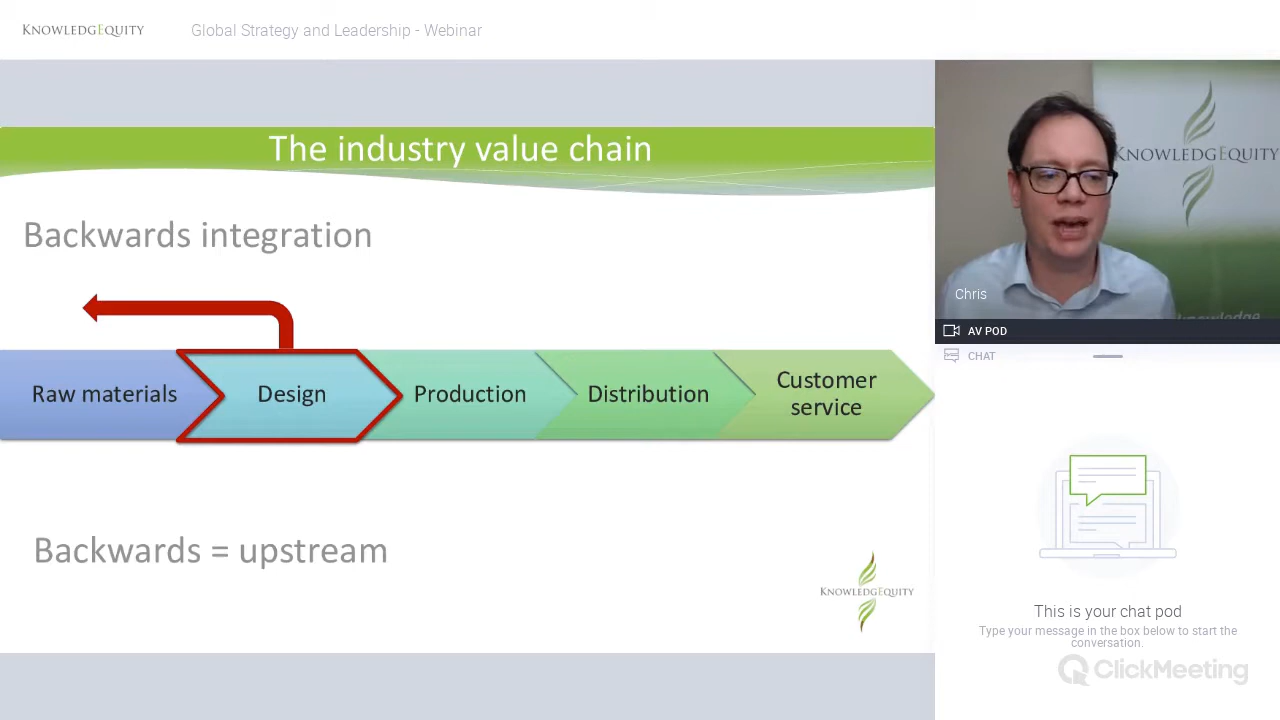 KNOWLEDGEQUITY
Global Strategy and Leadership - Webinar
The industry value chain
Backwards integration
Raw materials
Design
Production
Distribution
Customer
service
Backwards = upstream
KNOWLEDGEQUITY
KNOWLEDGEQUITY
knowledge
Chris
AV POD
CHAT
This is your chat pod
Type your message in the box below to start the
conversation.
ClickMeeting